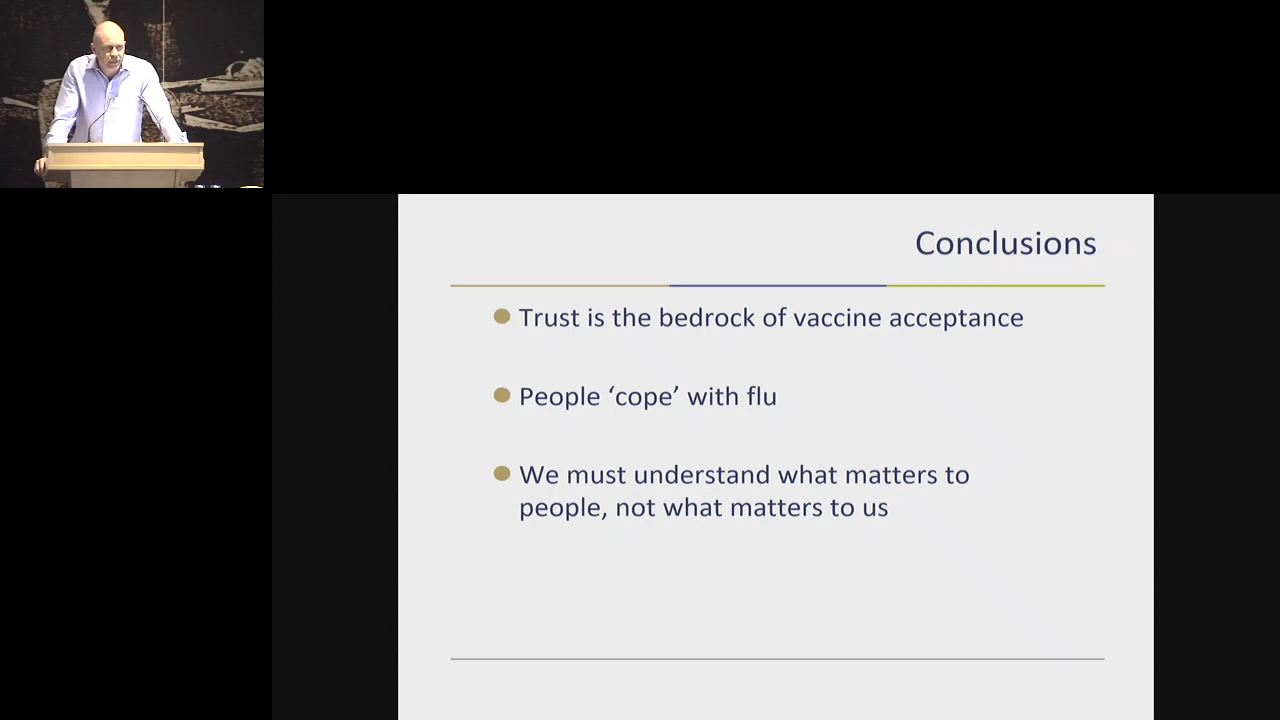 Conclusions
Trust is the bedrock of vaccine acceptance
People ‘cope’ with flu
We must understand what matters to
people, not what matters to us